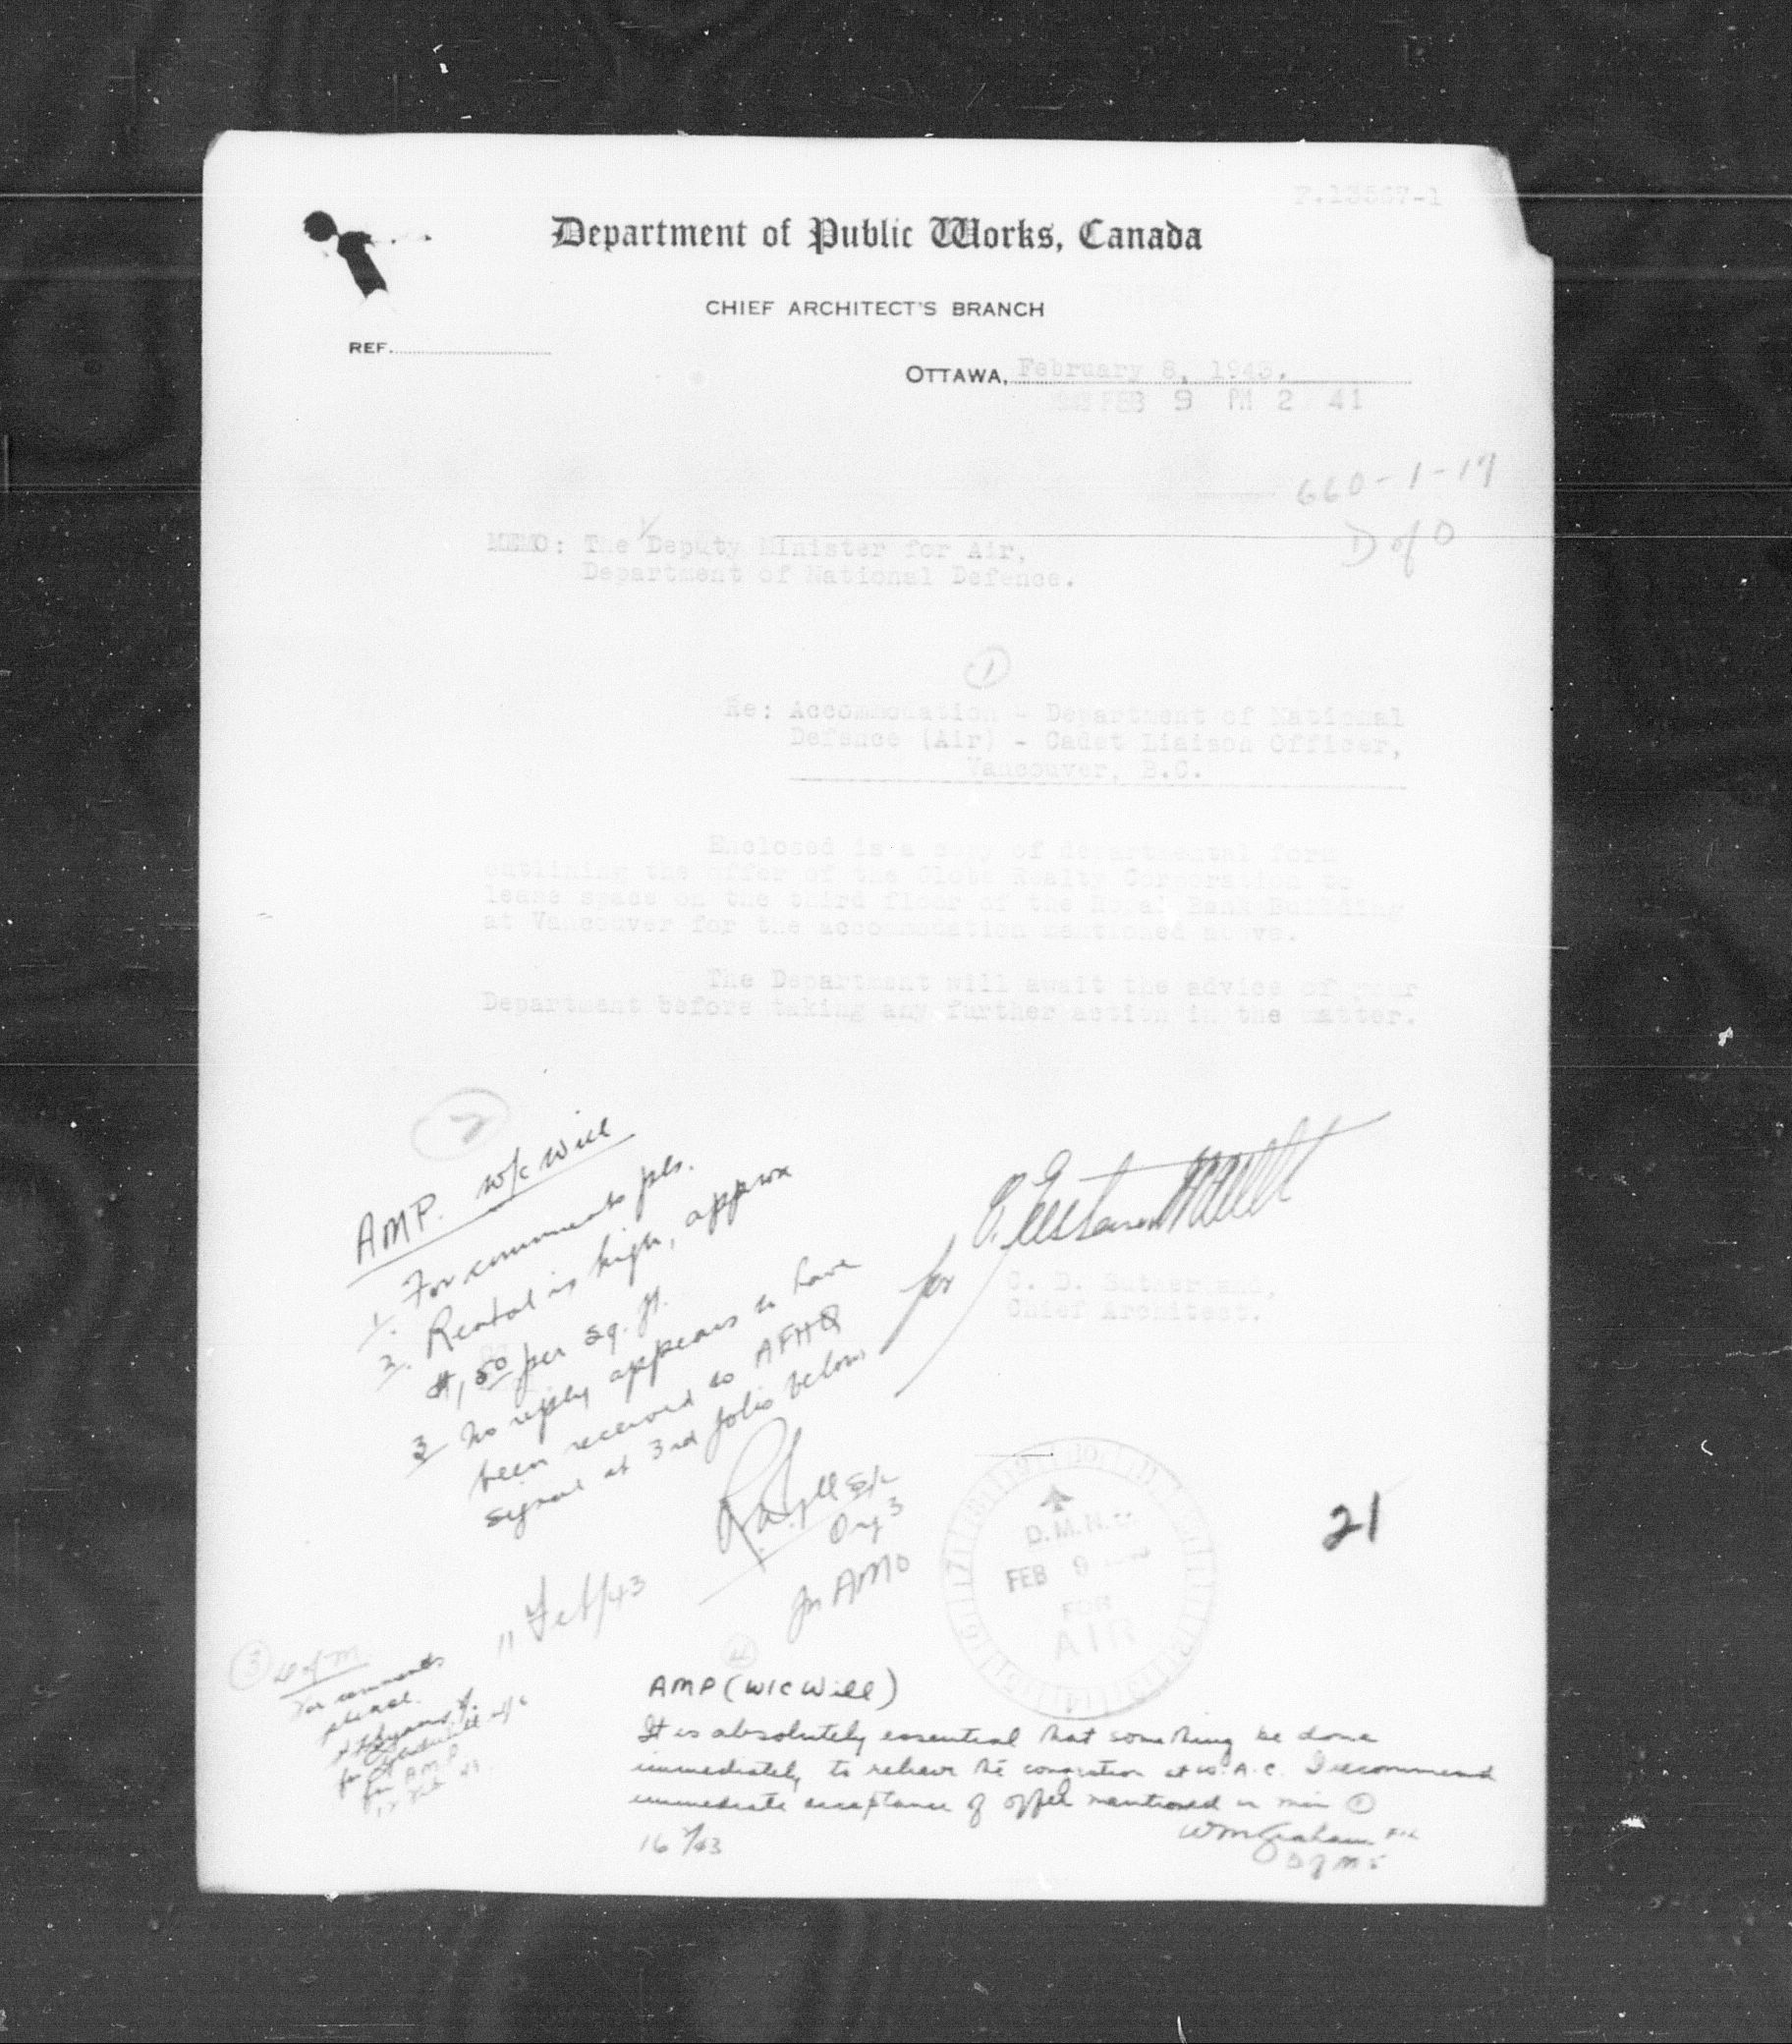 F.13567-1
Department of Public Works, Canada
CHIEF ARCHITECT'S BRANCH
REF.
OTTAWA, February 8, 1943.
1943 FEB 9 PM 2 41
660-1-17
D of O
MEMO: The Deputy Minister for Air,
Department of National Defence.
1
Re: Accommodation - Department of National
Defence (Air) - Cadet Liaison Officer,
Vancouver, B.C.
Enclosed is a copy of departmental form
outlining the offer of the Globe Realty Corporation to
lease space on the third floor of the Royal Bank Building
at Vancouver for the accommodation mentioned above.
The Department will await the advice of your
Department before taking any further action in the matter.
2
AMP. W/C Will
1. For comments pls.
2. Rental is high, approx
$1.50 per sq. ft.
3 No reply appears to have
been received to AFHQ
signal at 3rd folio below
for
C. D. Sutherland,
Chief Architect.
S/L
Org 3
for AMO
11 Feb/43
D.M.N.D.
FEB 9
FOR
AIR
21
3 D of M
For comments
please.
for AMP
4
AMP (W/C Will)
It is absolutely essential that something be done
immediately to relieve the congestion at W.A.C. I recommend
immediate acceptance of offer mentioned in min 1
WM Graham F/L
16 2/43